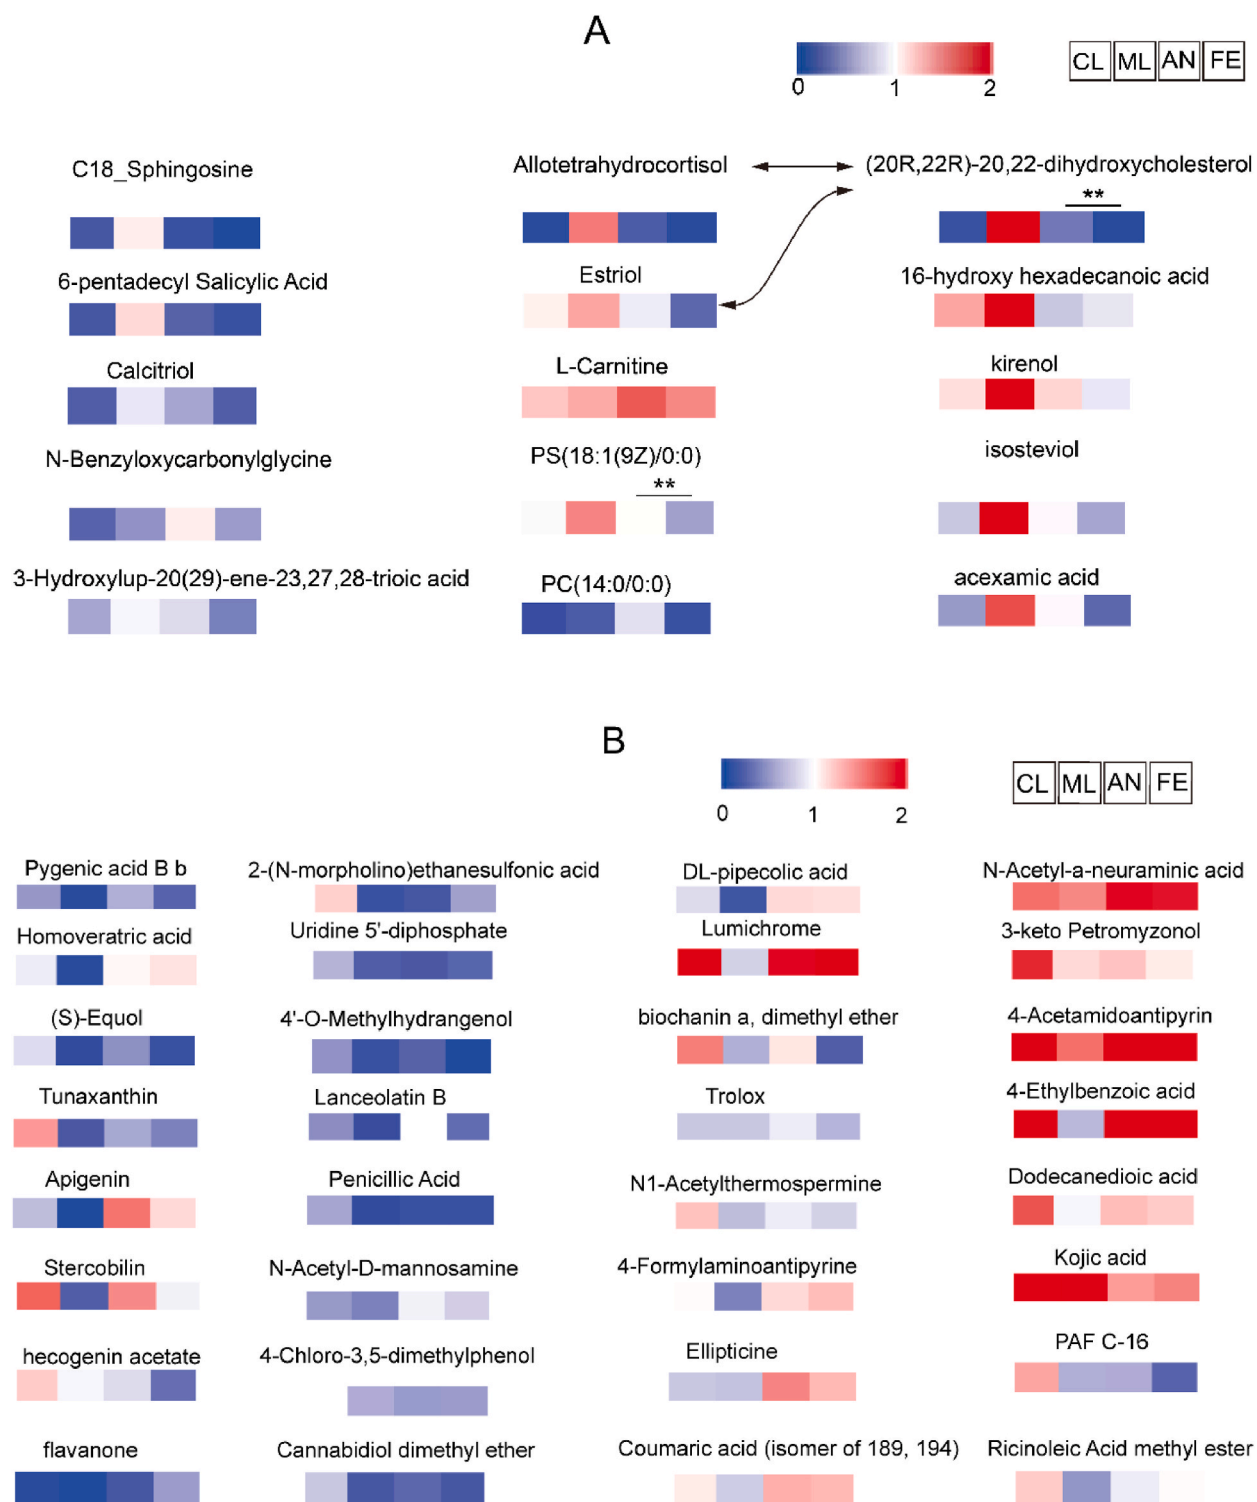 A
0 1 2
CL ML AN FE
C18_Sphingosine
Allotetrahydrocortisol
(20R,22R)-20,22-dihydroxycholesterol
**
6-pentadecyl Salicylic Acid
Estriol
16-hydroxy hexadecanoic acid
Calcitriol
L-Carnitine
kirenol
N-Benzyloxycarbonylglycine
PS(18:1(9Z)/0:0)
isosteviol
**
3-Hydroxylup-20(29)-ene-23,27,28-trioic acid
PC(14:0/0:0)
acexamic acid
B
0 1 2
CL ML AN FE
Pygenic acid B b
2-(N-morpholino)ethanesulfonic acid
DL-pipecolic acid
N-Acetyl-a-neuraminic acid
Homoveratric acid
Uridine 5'-diphosphate
Lumichrome
3-keto Petromyzonol
(S)-Equol
4'-O-Methylhydrangenol
biochanin a, dimethyl ether
4-Acetamidoantipyrin
Tunaxanthin
Lanceolatin B
Trolox
4-Ethylbenzoic acid
Apigenin
Penicillic Acid
N1-Acetylthermospermine
Dodecanedioic acid
Stercobilin
N-Acetyl-D-mannosamine
4-Formylaminoantipyrine
Kojic acid
hecogenin acetate
4-Chloro-3,5-dimethylphenol
Ellipticine
PAF C-16
flavanone
Cannabidiol dimethyl ether
Coumaric acid (isomer of 189, 194)
Ricinoleic Acid methyl ester